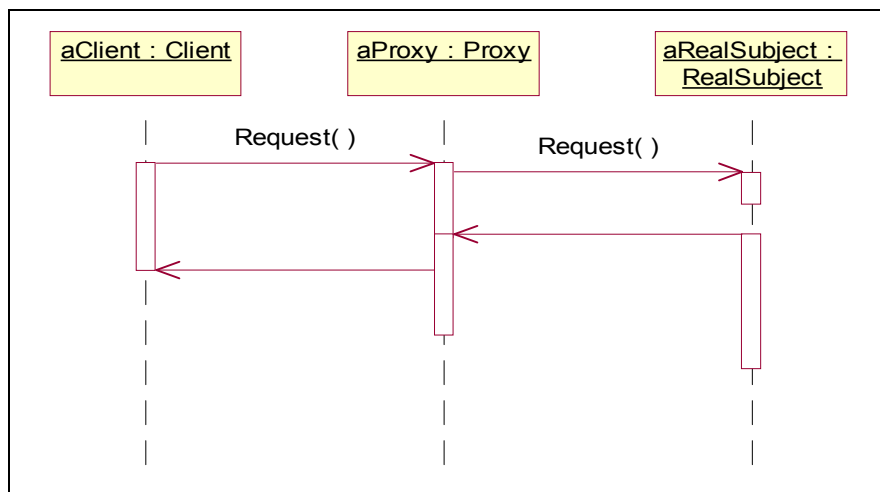 aClient : Client
aProxy : Proxy
aRealSubject :
RealSubject
Request( )
Request( )